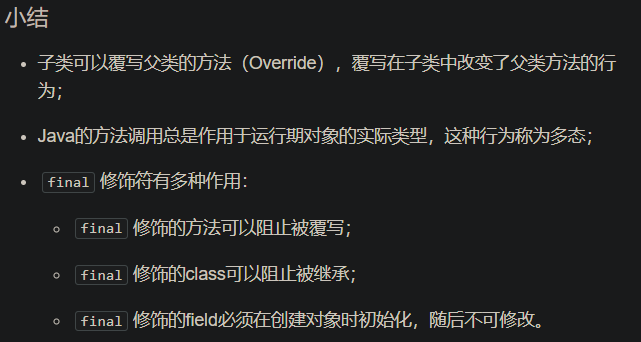 小结
子类可以覆写父类的方法（Override），覆写在子类中改变了父类方法的行
为；
Java的方法调用总是作用于运行期对象的实际类型，这种行为称为多态；
final 修饰符有多种作用：
final 修饰的方法可以阻止被覆写；
final 修饰的class可以阻止被继承；
final 修饰的field必须在创建对象时初始化，随后不可修改。